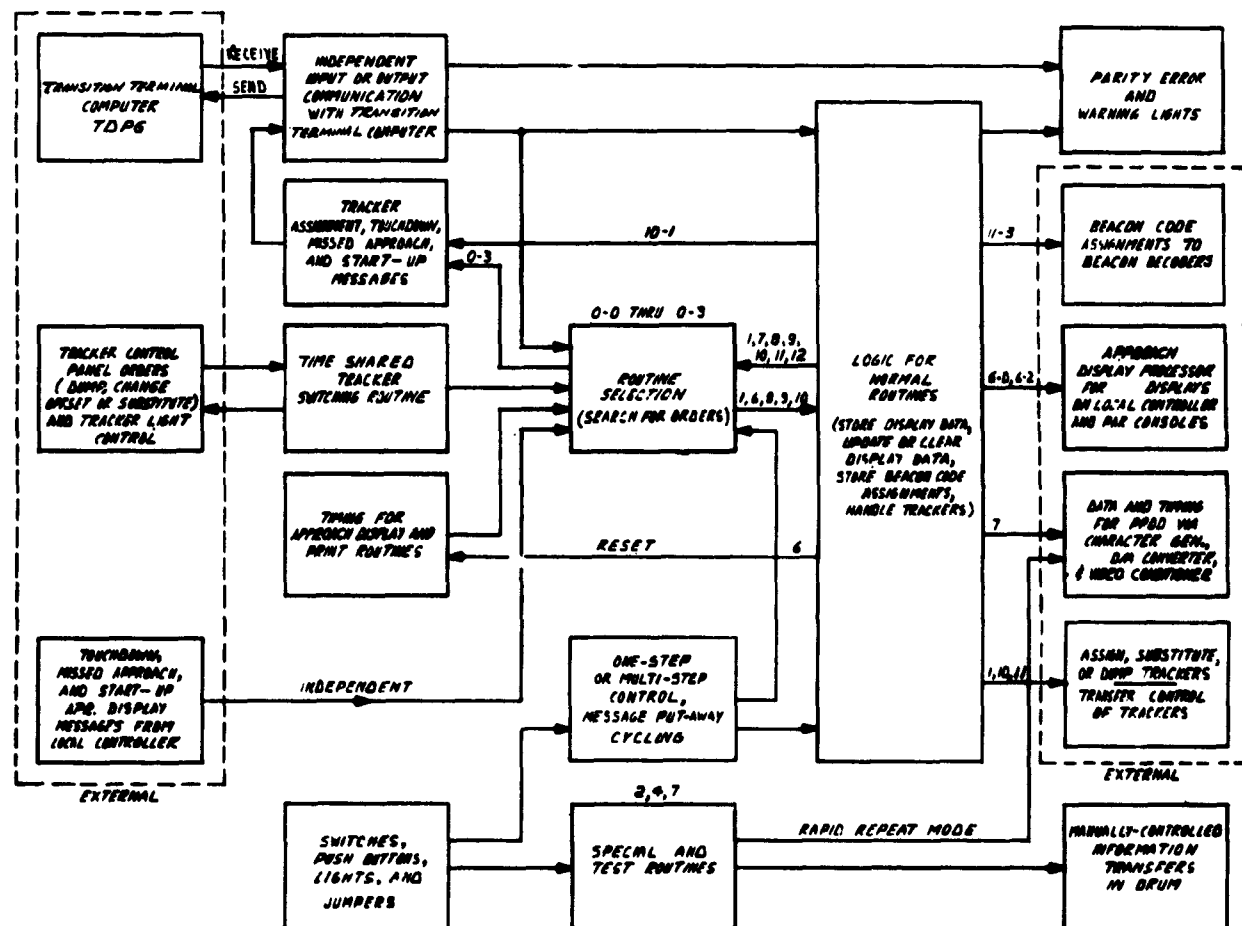 RECEIVE
SEND
TRANSITION TERMINAL
COMPUTER
TDPG
INDEPENDENT
INPUT OR OUTPUT
COMMUNICATION
WITH TRANSITION
TERMINAL COMPUTER
PARITY ERROR
AND
WARNING LIGHTS
TRACKER
ASSIGNMENT, TOUCHDOWN,
MISSED APPROACH,
AND START-UP
MESSAGES
10-1
0-3
11-3
BEACON CODE
ASSIGNMENTS TO
BEACON DECODERS
TRACKER CONTROL
PANEL ORDERS
(DUMP, CHANGE
OFFSET OR SUBSTITUTE)
AND TRACKER LIGHT
CONTROL
TIME SHARED
TRACKER
SWITCHING ROUTINE
0-0 THRU 0-3
ROUTINE
SELECTION
(SEARCH FOR ORDERS)
1,7,8,9,
10,11,12
1,6,8,9,10
LOGIC FOR
NORMAL
ROUTINES
(STORE DISPLAY DATA,
UPDATE OR CLEAR
DISPLAY DATA,
STORE BEACON CODE
ASSIGNMENTS,
HANDLE TRACKERS)
6-0,6-2
APPROACH
DISPLAY PROCESSOR
FOR DISPLAYS
ON LOCAL CONTROLLER
AND PAR CONSOLES
TIMING FOR
APPROACH DISPLAY AND
PRINT ROUTINES
RESET
6
7
DATA AND TIMING
FOR PPDD VIA
CHARACTER GEN.,
D/A CONVERTER,
& VIDEO CONDITIONER
TOUCHDOWN,
MISSED APPROACH,
AND START-UP
APR. DISPLAY
MESSAGES FROM
LOCAL CONTROLLER
INDEPENDENT
ONE-STEP
OR MULTI-STEP
CONTROL,
MESSAGE PUT-AWAY
CYCLING
1,10,11
ASSIGN, SUBSTITUTE,
OR DUMP TRACKERS
TRANSFER CONTROL
OF TRACKERS
EXTERNAL
EXTERNAL
SWITCHES,
PUSH BUTTONS,
LIGHTS, AND
JUMPERS
2,4,7
SPECIAL AND
TEST ROUTINES
RAPID REPEAT MODE
MANUALLY-CONTROLLED
INFORMATION
TRANSFERS
IN DRUM